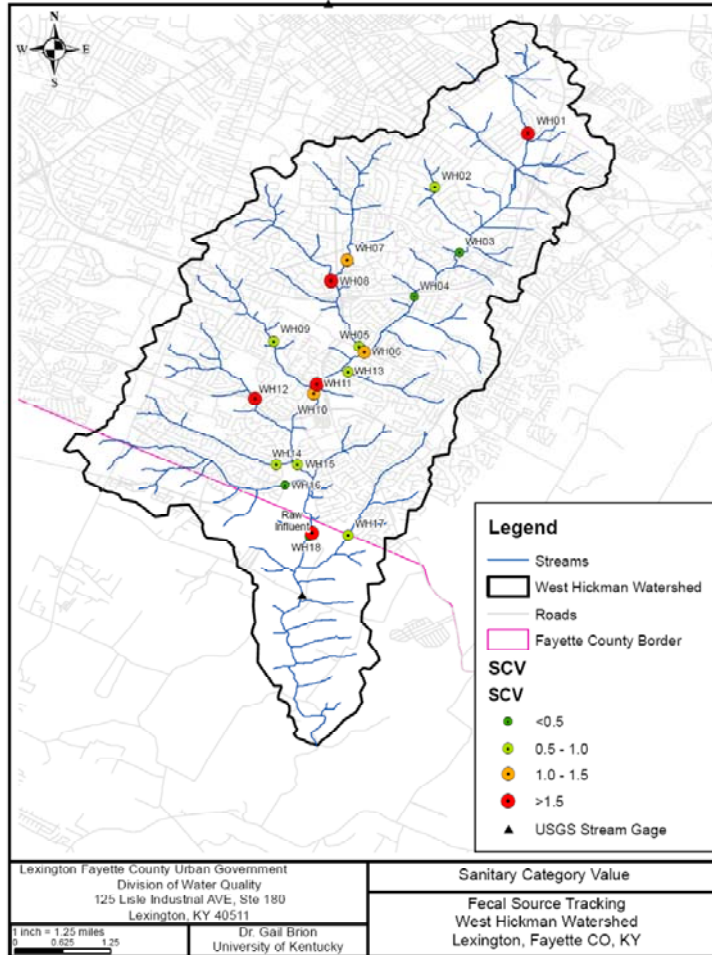 N
W E
S
WH01
WH02
WH03
WH07
WH08
WH04
WH09
WH05
WH06
WH13
WH11
WH12
WH10
WH14
WH15
WH16
Raw
Influent
WH17
WH18
Legend
Streams
West Hickman Watershed
Roads
Fayette County Border
SCV
SCV
<0.5
0.5 - 1.0
1.0 - 1.5
>1.5
USGS Stream Gage
Lexington Fayette County Urban Government
Division of Water Quality
125 Lisle Industrial AVE, Ste 180
Lexington, KY 40511
1 inch = 1.25 miles
0 0.625 1.25
Dr. Gail Brion
University of Kentucky
Sanitary Category Value
Fecal Source Tracking
West Hickman Watershed
Lexington, Fayette CO, KY